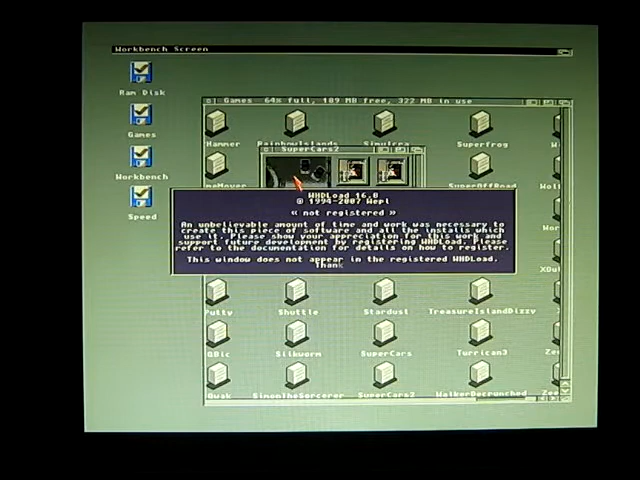 Workbench Screen
Ram Disk
Games
Workbench
Speed
Games 64% full, 189 MB free, 322 MB in use
Hammer
RainbowIslands
Simulcra
Superfrog
SuperCars2
SuperOffRoad
WHDLoad 16.8
© 1994-2007 Wepl
« not registered »
An unbelievable amount of time and work was necessary to
create this piece of software and all the installs which
use it. Please show your appreciation for this work and
support future development by registering WHDLoad. Please
refer to the documentation for details on how to register.
This window does not appear in the registered WHDLoad.
Thank
Putty
Shuttle
Stardust
TreasureIslandDizzy
QBic
Silkworm
SuperCars
Turrican3
Qwak
SimonTheSorcerer
SuperCars2
WalkerDecrunched